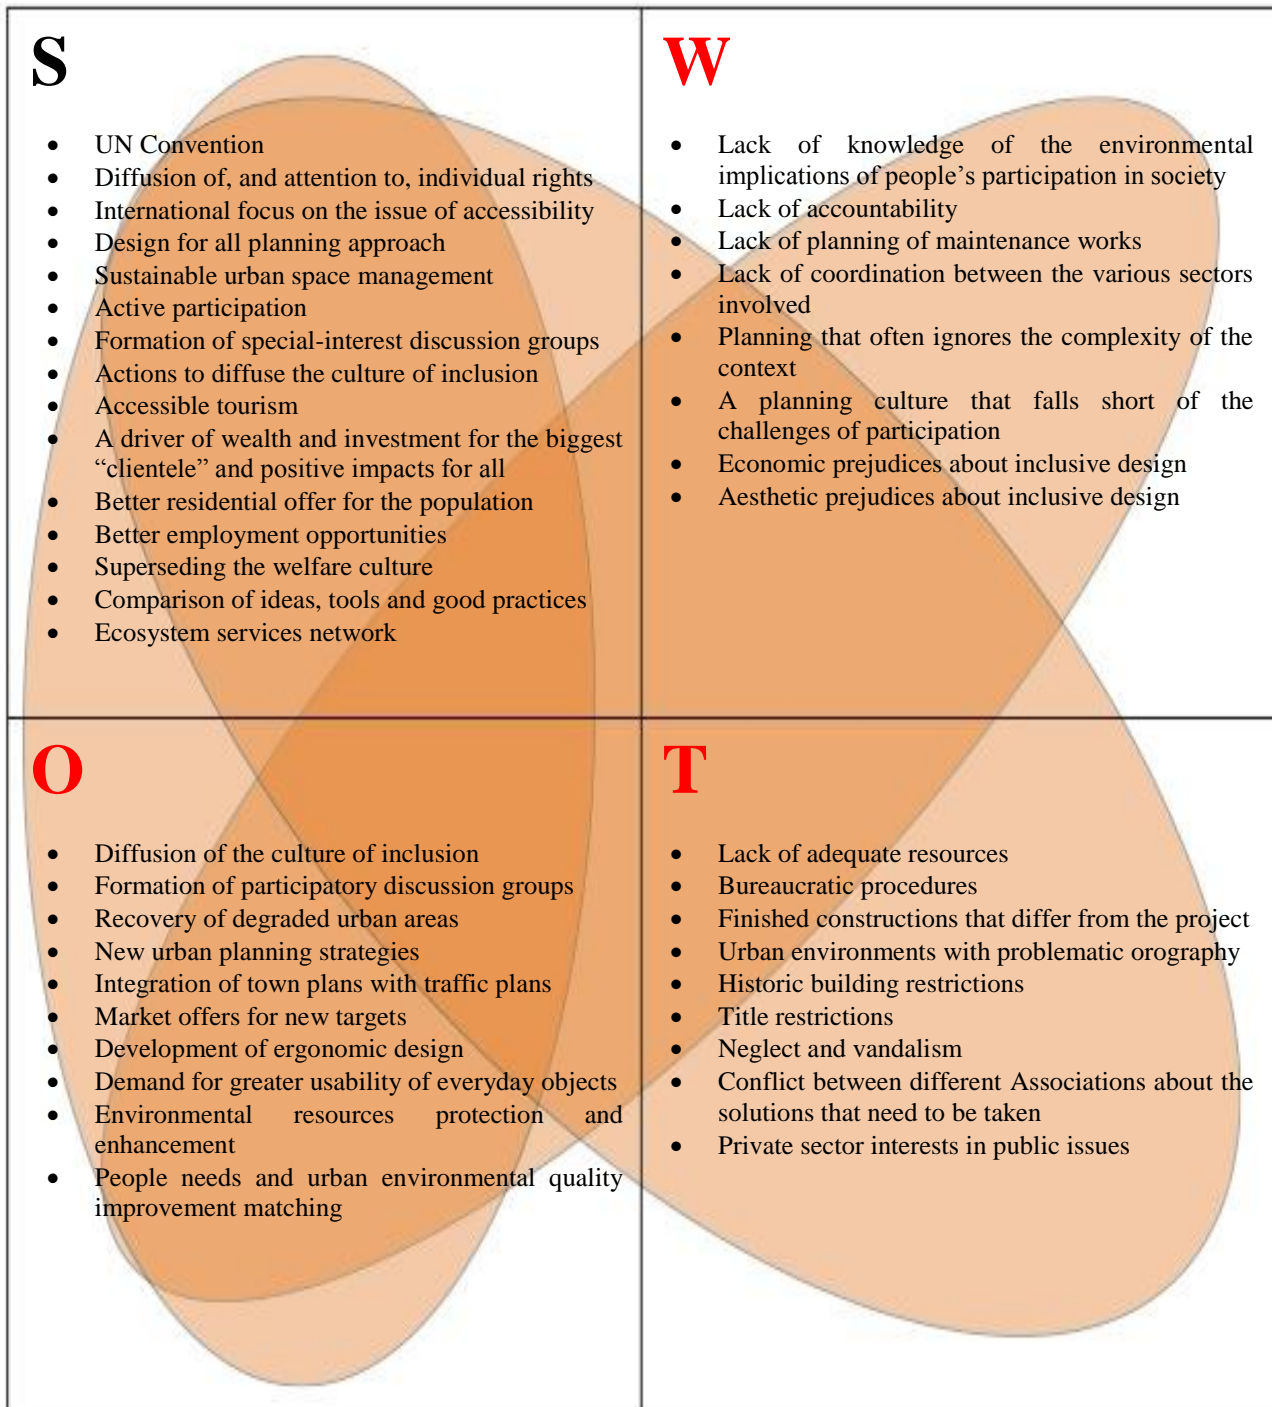 S
• UN Convention
• Diffusion of, and attention to, individual rights
• International focus on the issue of accessibility
• Design for all planning approach
• Sustainable urban space management
• Active participation
• Formation of special-interest discussion groups
• Actions to diffuse the culture of inclusion
• Accessible tourism
• A driver of wealth and investment for the biggest
“clientele” and positive impacts for all
• Better residential offer for the population
• Better employment opportunities
• Superseding the welfare culture
• Comparison of ideas, tools and good practices
• Ecosystem services network
W
• Lack of knowledge of the environmental
implications of people’s participation in society
• Lack of accountability
• Lack of planning of maintenance works
• Lack of coordination between the various sectors
involved
• Planning that often ignores the complexity of the
context
• A planning culture that falls short of the
challenges of participation
• Economic prejudices about inclusive design
• Aesthetic prejudices about inclusive design
O
• Diffusion of the culture of inclusion
• Formation of participatory discussion groups
• Recovery of degraded urban areas
• New urban planning strategies
• Integration of town plans with traffic plans
• Market offers for new targets
• Development of ergonomic design
• Demand for greater usability of everyday objects
• Environmental resources protection and
enhancement
• People needs and urban environmental quality
improvement matching
T
• Lack of adequate resources
• Bureaucratic procedures
• Finished constructions that differ from the project
• Urban environments with problematic orography
• Historic building restrictions
• Title restrictions
• Neglect and vandalism
• Conflict between different Associations about the
solutions that need to be taken
• Private sector interests in public issues